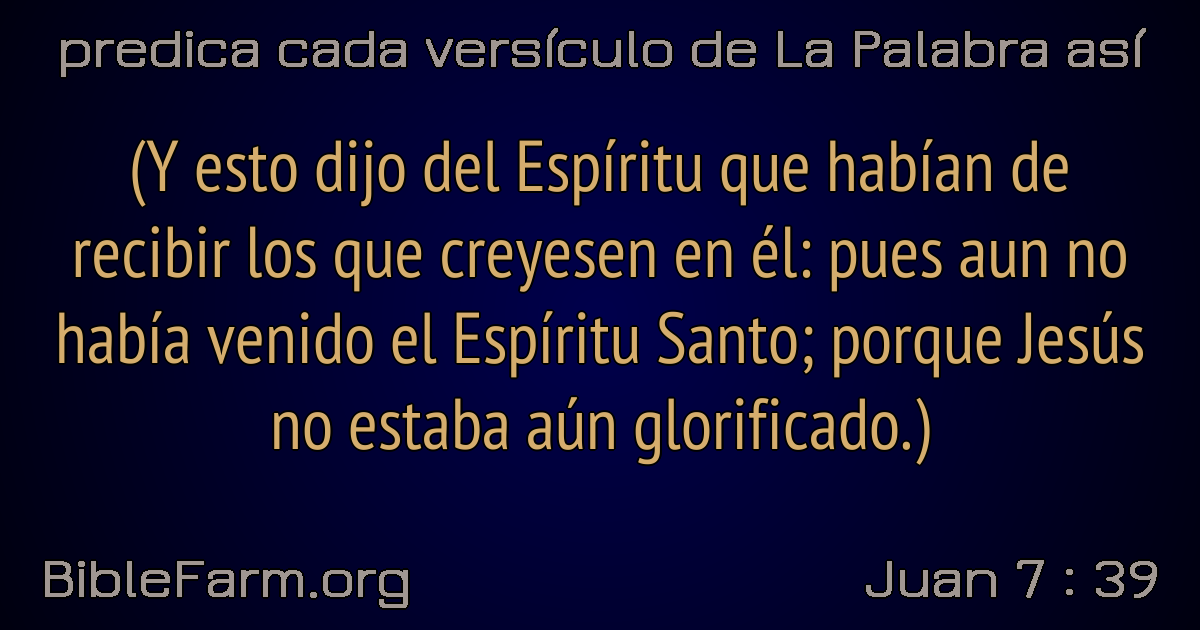 predica cada versículo de La Palabra así
(Y esto dijo del Espíritu que habían de
recibir los que creyesen en él: pues aun no
había venido el Espíritu Santo; porque Jesús
no estaba aún glorificado.)
BibleFarm.org
Juan 7 : 39